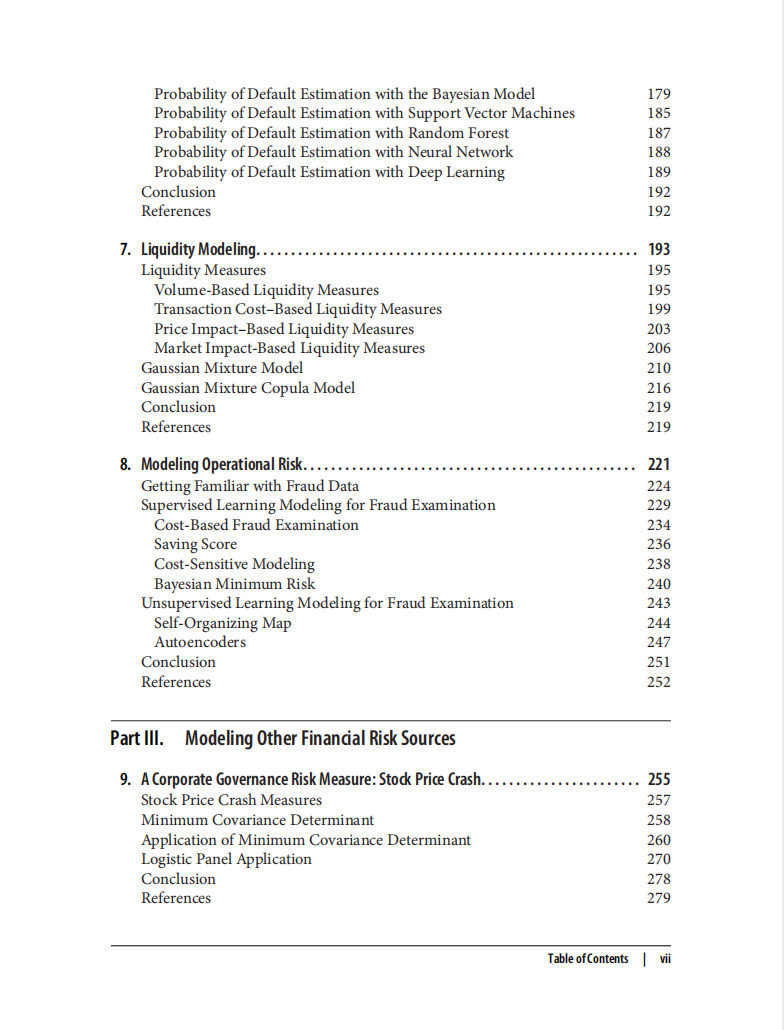 Probability of Default Estimation with the Bayesian Model 179
Probability of Default Estimation with Support Vector Machines 185
Probability of Default Estimation with Random Forest 187
Probability of Default Estimation with Neural Network 188
Probability of Default Estimation with Deep Learning 189
Conclusion 192
References 192
7. Liquidity Modeling. . . . . . . . . . . . . . . . . . . . . . . . . . . . . . . . . . . . . . . . . . . . . . . . . . . . . . . 193
Liquidity Measures 195
Volume-Based Liquidity Measures 195
Transaction Cost–Based Liquidity Measures 199
Price Impact–Based Liquidity Measures 203
Market Impact-Based Liquidity Measures 206
Gaussian Mixture Model 210
Gaussian Mixture Copula Model 216
Conclusion 219
References 219
8. Modeling Operational Risk. . . . . . . . . . . . . . . . . . . . . . . . . . . . . . . . . . . . . . . . . . . . . . . . 221
Getting Familiar with Fraud Data 224
Supervised Learning Modeling for Fraud Examination 229
Cost-Based Fraud Examination 234
Saving Score 236
Cost-Sensitive Modeling 238
Bayesian Minimum Risk 240
Unsupervised Learning Modeling for Fraud Examination 243
Self-Organizing Map 244
Autoencoders 247
Conclusion 251
References 252
Part III. Modeling Other Financial Risk Sources
9. A Corporate Governance Risk Measure: Stock Price Crash. . . . . . . . . . . . . . . . . . . . . . . 255
Stock Price Crash Measures 257
Minimum Covariance Determinant 258
Application of Minimum Covariance Determinant 260
Logistic Panel Application 270
Conclusion 278
References 279
Table of Contents | vii